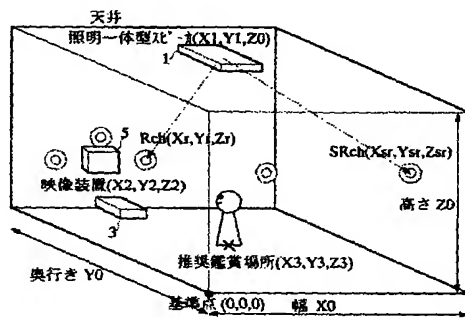 天井
照明一体型スピーカ(X1,Y1,Z0)
1
5
Rch(Xr,Yr,Zr)
SRch(Xsr,Ysr,Zsr)
映像装置(X2,Y2,Z2)
高さ Z0
3
推奨鑑賞場所(X3,Y3,Z3)
奥行き Y0
基準点(0,0,0)
幅 X0